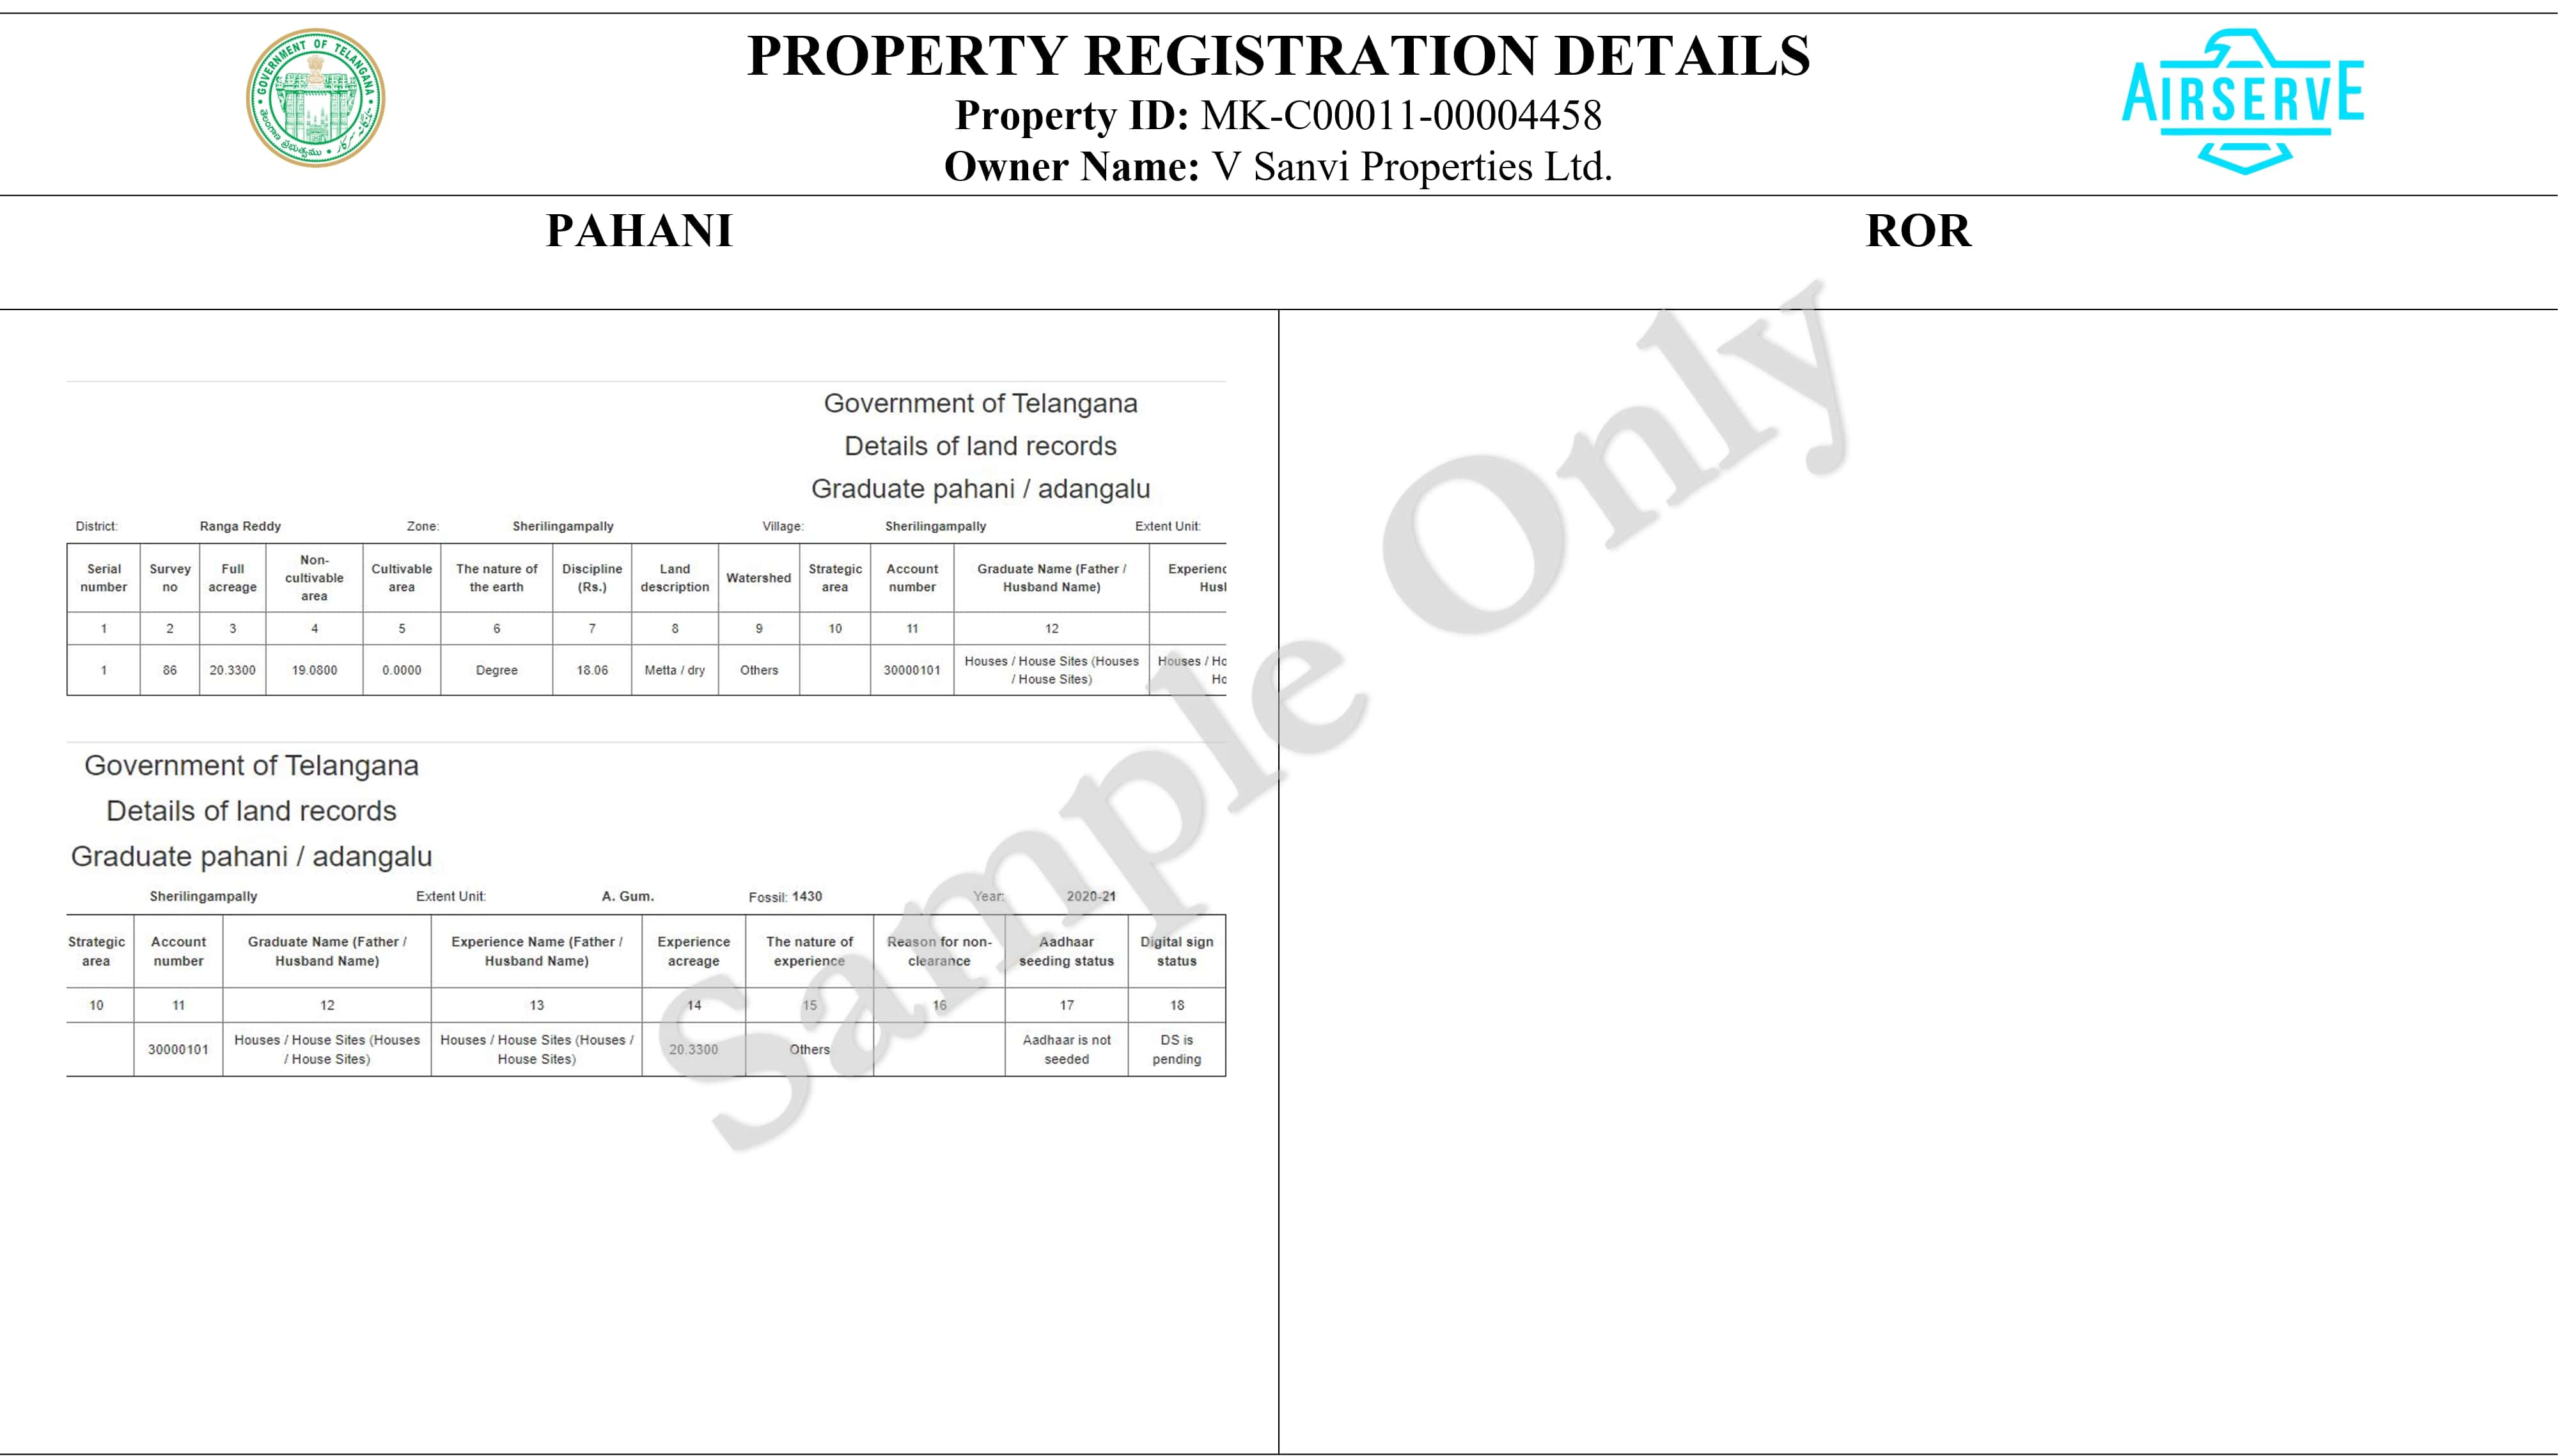 GOVERNMENT OF TELANGANA
PROPERTY REGISTRATION DETAILS
Property ID: MK-C00011-00004458
Owner Name: V Sanvi Properties Ltd.
AIRSERVE
PAHANI
ROR
Government of Telangana
Details of land records
Graduate pahani / adangalu
District: Ranga Reddy Zone: Sherilingampally Village: Sherilingampally Extent Unit:
Serial number Survey no Full acreage Non-cultivable area Cultivable area The nature of the earth Discipline (Rs.) Land description Watershed Strategic area Account number Graduate Name (Father / Husband Name)
1 2 3 4 5 6 7 8 9 10 11 12
1 86 20.3300 19.0800 0.0000 Degree 18.06 Metta / dry Others 30000101 Houses / House Sites (Houses / House Sites) Houses /
Government of Telangana
Details of land records
Graduate pahani / adangalu
Sherilingampally Extent Unit: A. Gum. Fossil: 1430 Year: 2020-21
Strategic area Account number Graduate Name (Father / Husband Name) Experience Name (Father / Husband Name) Experience acreage The nature of experience Reason for non-clearance Aadhaar seeding status Digital sign status
10 11 12 13 14 15 16 17 18
30000101 Houses / House Sites (Houses / House Sites) Houses / House Sites (Houses / House Sites) 20.3300 Others Aadhaar is not seeded DS is pending
Sample Only